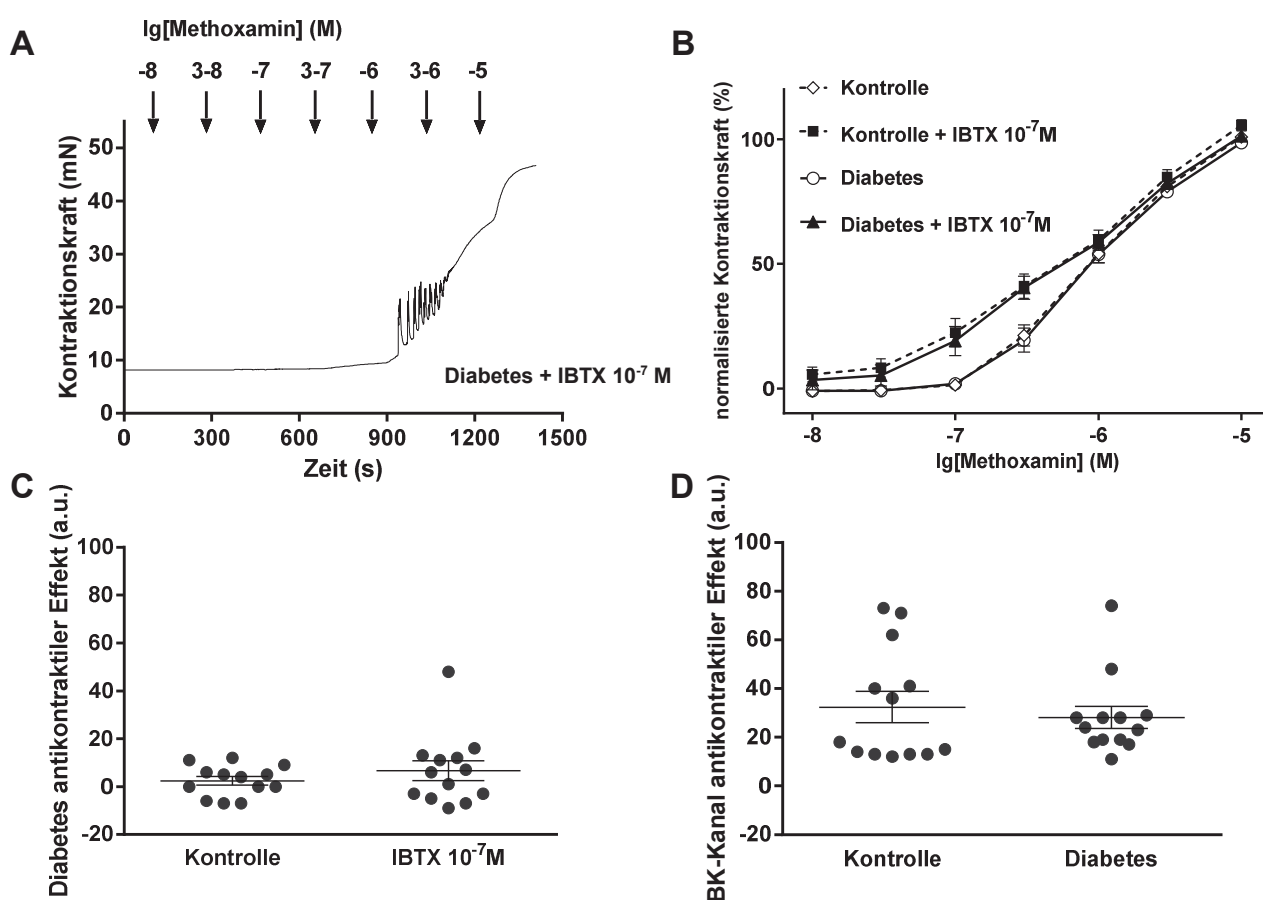 A
lg[Methoxamin] (M)
-8 3-8 -7 3-7 -6 3-6 -5
Kontraktionskraft (mN)
50
40
30
20
10
0
0 300 600 900 1200 1500
Zeit (s)
Diabetes + IBTX 10-7 M
B
Kontrolle
Kontrolle + IBTX 10-7M
Diabetes
Diabetes + IBTX 10-7M
normalisierte Kontraktionskraft (%)
100
50
0
-8 -7 -6 -5
lg[Methoxamin] (M)
C
Diabetes antikontraktiler Effekt (a.u.)
100
80
60
40
20
0
-20
Kontrolle IBTX 10-7M
D
BK-Kanal antikontraktiler Effekt (a.u.)
100
80
60
40
20
0
-20
Kontrolle Diabetes